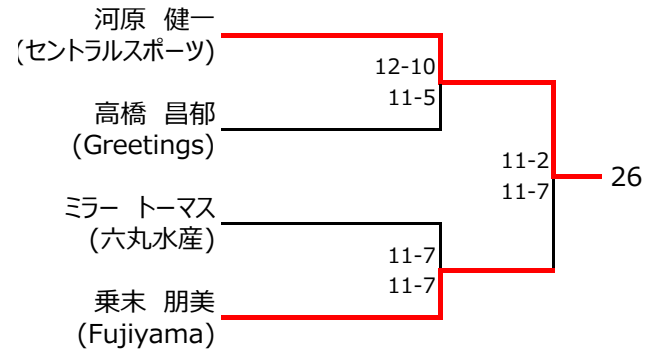 河原 健一
(セントラルスポーツ)
12-10
11-5
高橋 昌郁
(Greetings)
11-2
11-7
26
ミラー トーマス
(六丸水産)
11-7
11-7
乗末 朋美
(Fujiyama)